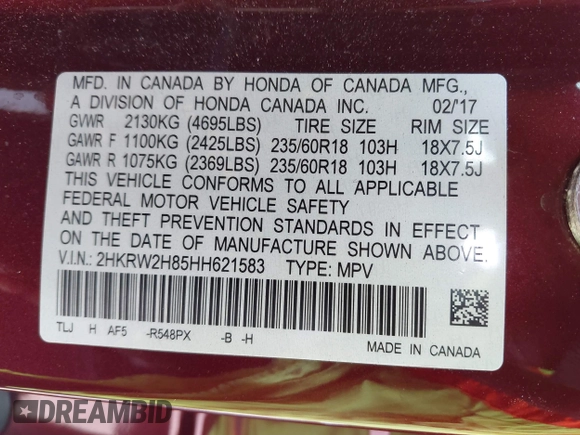 MFD. IN CANADA BY HONDA OF CANADA MFG.,
A DIVISION OF HONDA CANADA INC. 02/'17
GVWR 2130KG (4695LBS) TIRE SIZE RIM SIZE
GAWR F 1100KG (2425LBS) 235/60R18 103H 18X7.5J
GAWR R 1075KG (2369LBS) 235/60R18 103H 18X7.5J
THIS VEHICLE CONFORMS TO ALL APPLICABLE
FEDERAL MOTOR VEHICLE SAFETY
AND THEFT PREVENTION STANDARDS IN EFFECT
ON THE DATE OF MANUFACTURE SHOWN ABOVE.
V.I.N.: 2HKRW2H85HH621583 TYPE: MPV
TLJ H AF5 -R548PX -B -H
MADE IN CANADA
DREAMBID